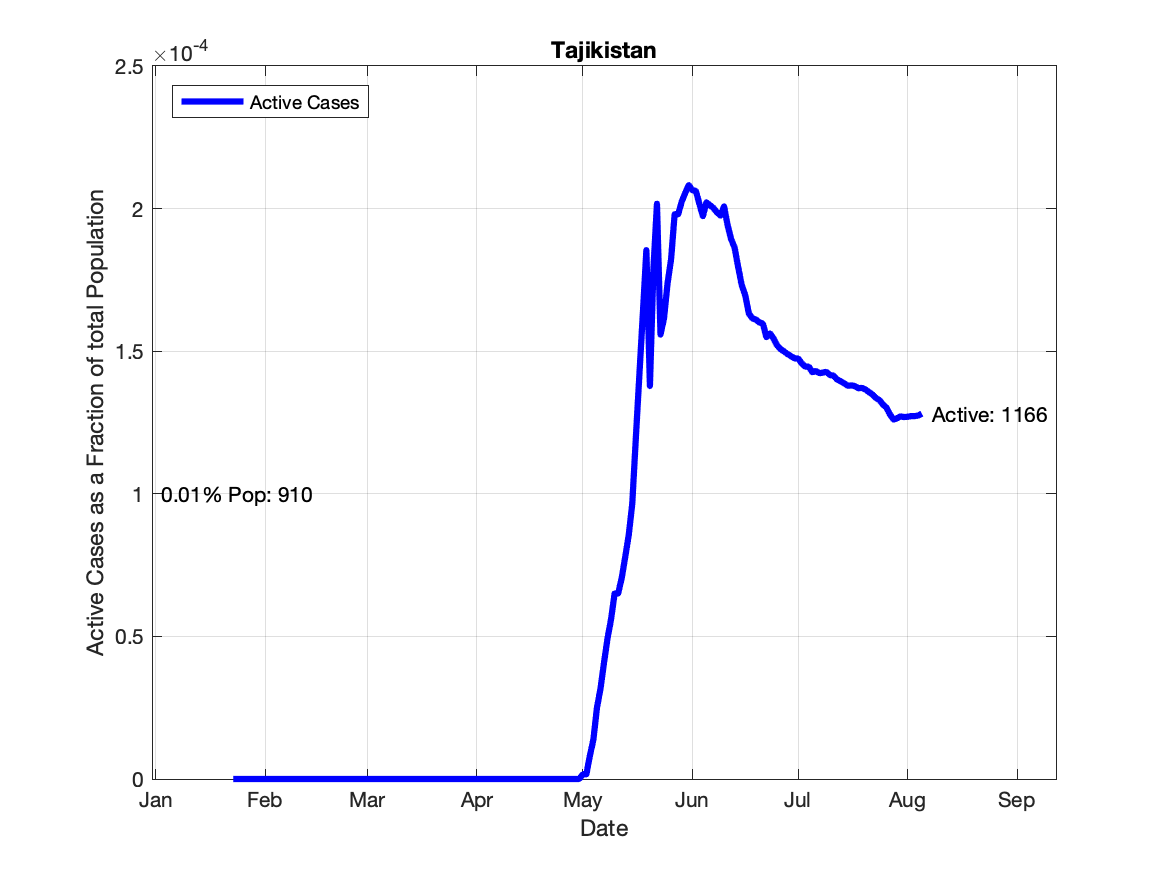 Tajikistan
×10⁻⁴
Active Cases
Active Cases as a Fraction of total Population
2.5
2
1.5
1
0.5
0
0.01% Pop: 910
Active: 1166
Jan Feb Mar Apr May Jun Jul Aug Sep
Date